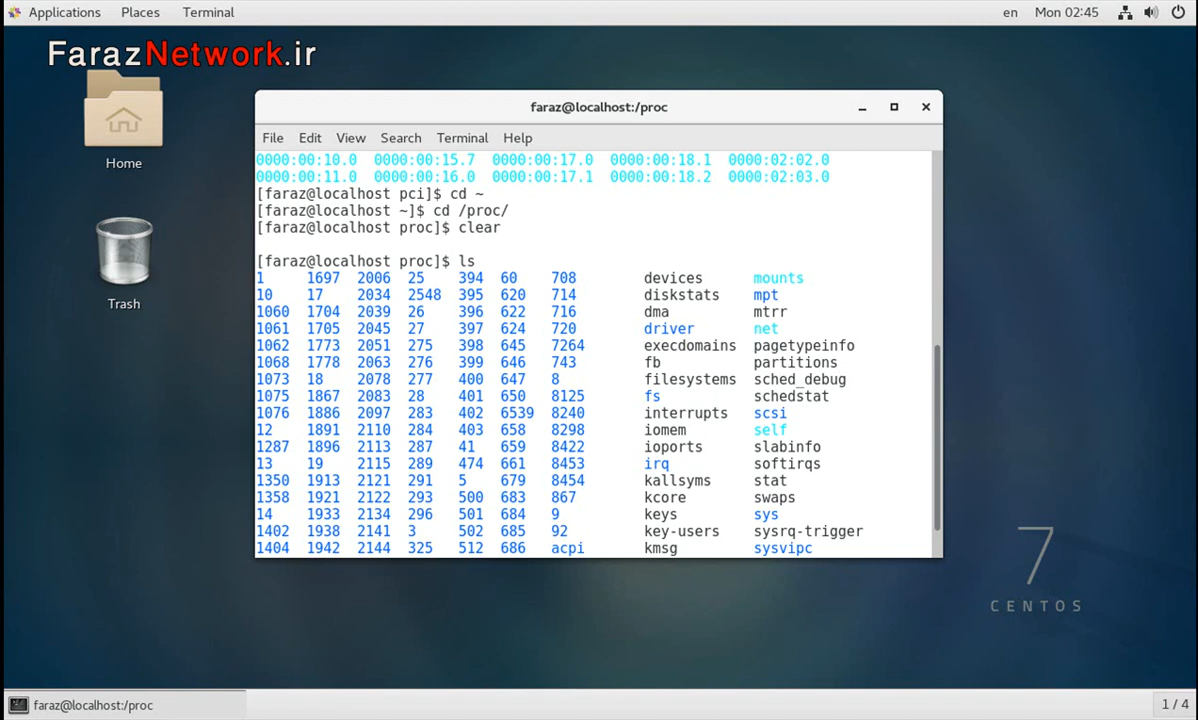 Applications Places Terminal en Mon 02:45
FarazNetwork.ir
Home
Trash
faraz@localhost:/proc
File Edit View Search Terminal Help
0000:00:10.0 0000:00:15.7 0000:00:17.0 0000:00:18.1 0000:02:02.0
0000:00:11.0 0000:00:16.0 0000:00:17.1 0000:00:18.2 0000:02:03.0
[faraz@localhost pci]$ cd ~
[faraz@localhost ~]$ cd /proc/
[faraz@localhost proc]$ clear
[faraz@localhost proc]$ ls
1 1697 2006 25 394 60 708 devices mounts
10 17 2034 2548 395 620 714 diskstats mpt
1060 1704 2039 26 396 622 716 dma mtrr
1061 1705 2045 27 397 624 720 driver net
1062 1773 2051 275 398 645 7264 execdomains pagetypeinfo
1068 1778 2063 276 399 646 743 fb partitions
1073 18 2078 277 400 647 8 filesystems sched_debug
1075 1867 2083 28 401 650 8125 fs schedstat
1076 1886 2097 283 402 6539 8240 interrupts scsi
12 1891 2110 284 403 658 8298 iomem self
1287 1896 2113 287 41 659 8422 ioports slabinfo
13 19 2115 289 474 661 8453 irq softirqs
1350 1913 2121 291 5 679 8454 kallsyms stat
1358 1921 2122 293 500 683 867 kcore swaps
14 1933 2134 296 501 684 9 keys sys
1402 1938 2141 3 502 685 92 key-users sysrq-trigger
1404 1942 2144 325 512 686 acpi kmsg sysvipc
7
CENTOS
faraz@localhost:/proc 1 / 4